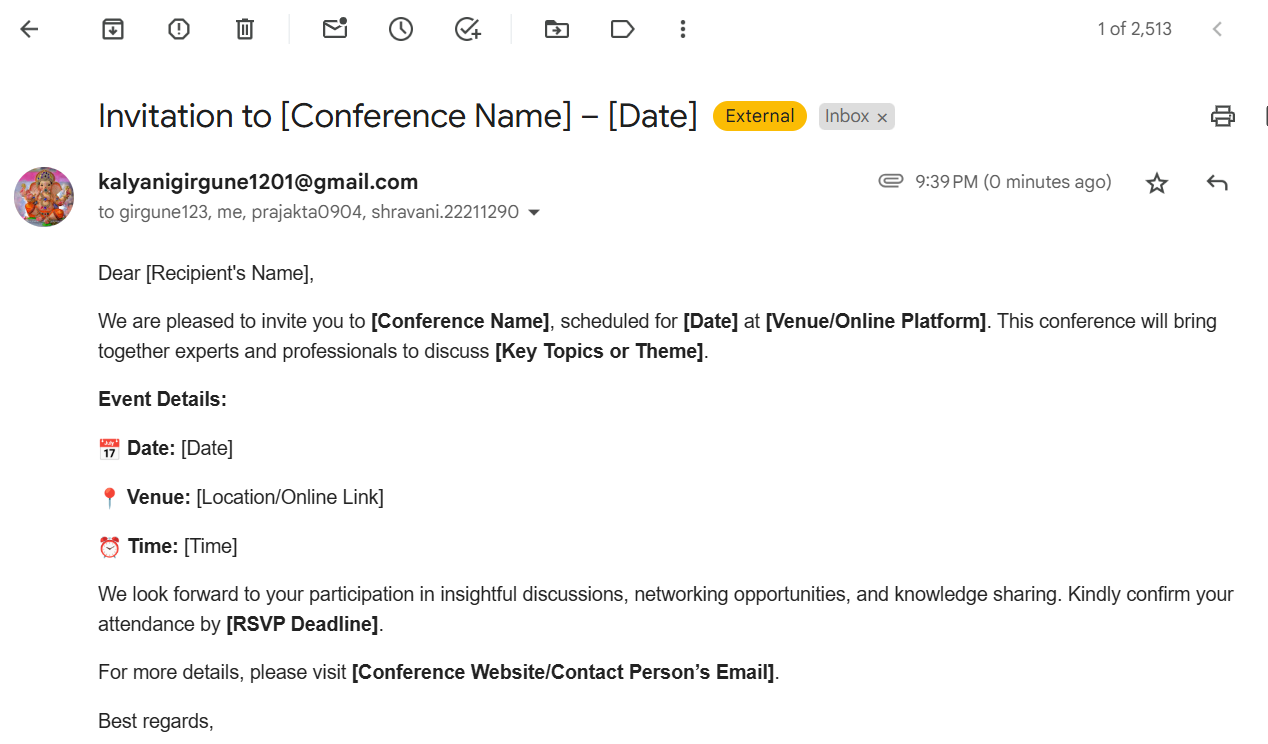 1 of 2,513
Invitation to [Conference Name] – [Date] External Inbox ×
kalyanigirgune1201@gmail.com 9:39 PM (0 minutes ago)
to girgune123, me, prajakta0904, shravani.22211290
Dear [Recipient's Name],
We are pleased to invite you to [Conference Name], scheduled for [Date] at [Venue/Online Platform]. This conference will bring
together experts and professionals to discuss [Key Topics or Theme].
Event Details:
📅 Date: [Date]
📍 Venue: [Location/Online Link]
⏰ Time: [Time]
We look forward to your participation in insightful discussions, networking opportunities, and knowledge sharing. Kindly confirm your
attendance by [RSVP Deadline].
For more details, please visit [Conference Website/Contact Person’s Email].
Best regards,